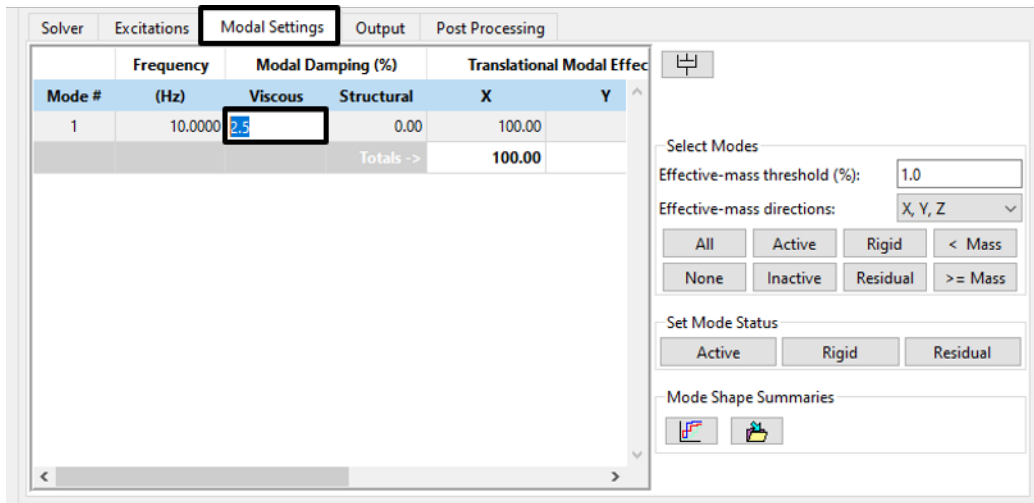 Solver Excitations Modal Settings Output Post Processing
Frequency Modal Damping (%) Translational Modal Effec
Mode # (Hz) Viscous Structural X Y
1 10.0000 2.5 0.00 100.00
Totals -> 100.00
Select Modes
Effective-mass threshold (%): 1.0
Effective-mass directions: X, Y, Z
All Active Rigid < Mass
None Inactive Residual >= Mass
Set Mode Status
Active Rigid Residual
Mode Shape Summaries